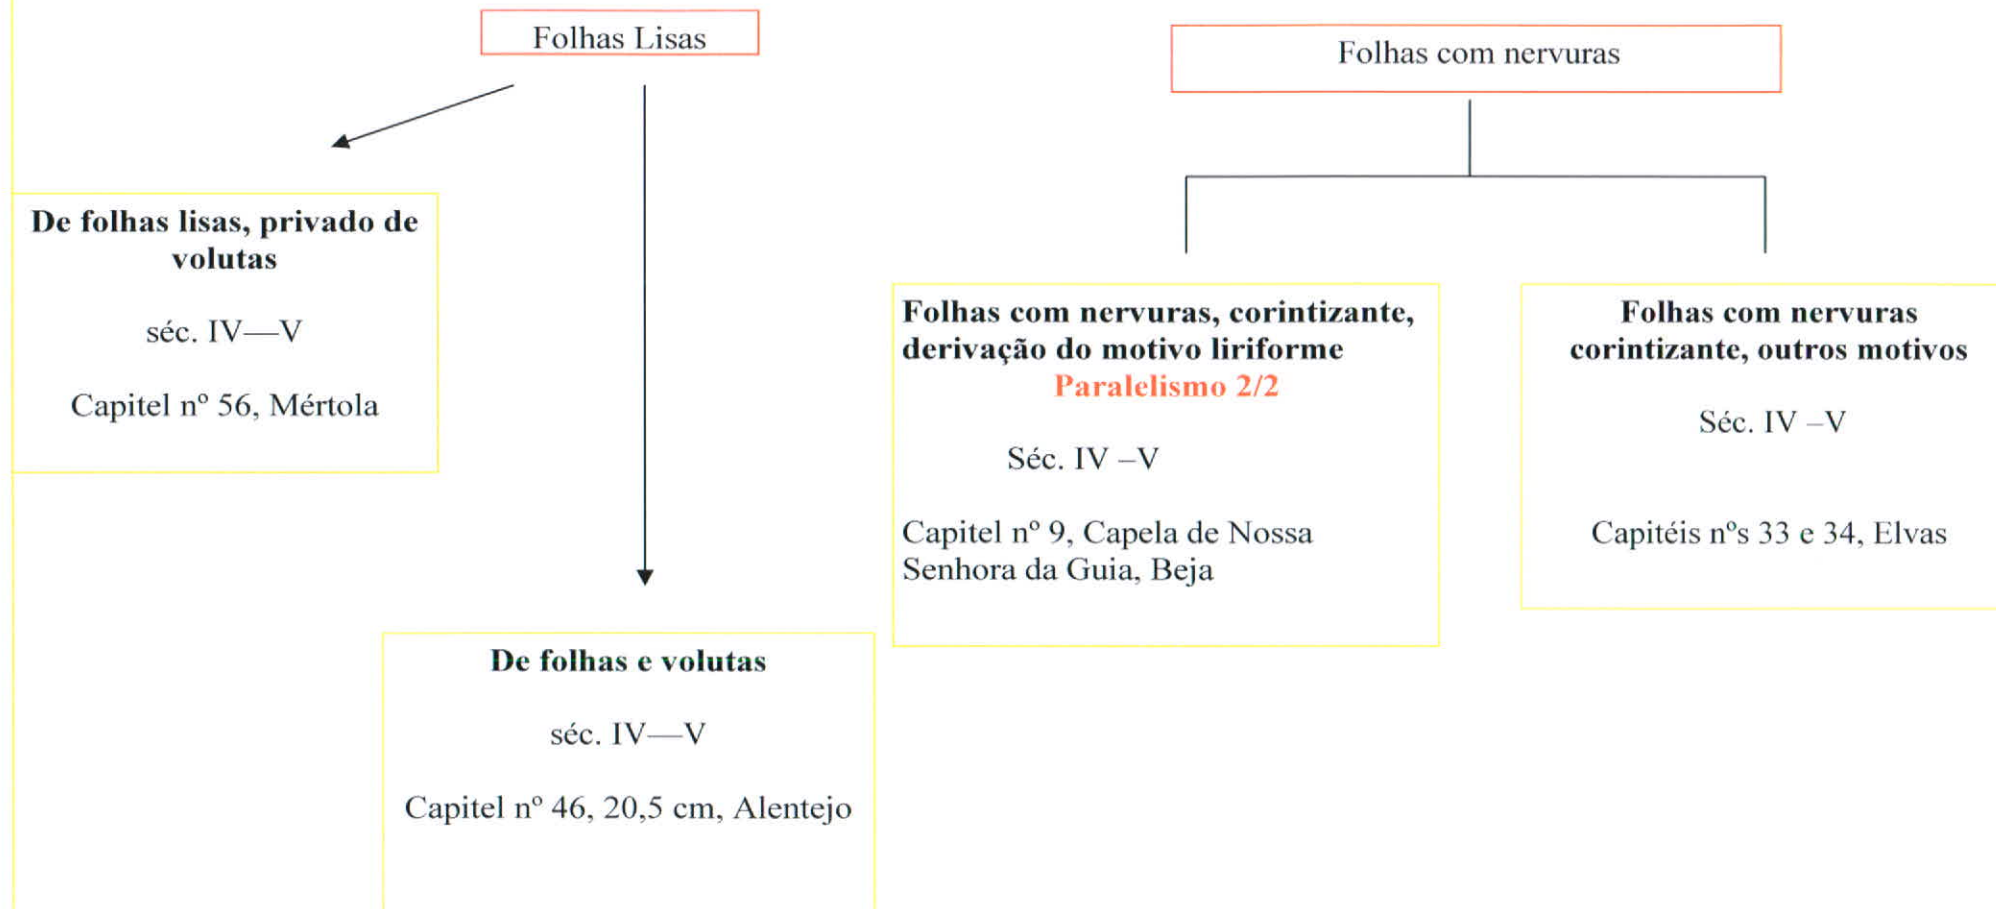 Folhas Lisas
De folhas lisas, privado de
volutas
séc. IV—V
Capitel nº 56, Mértola
De folhas e volutas
séc. IV—V
Capitel nº 46, 20,5 cm, Alentejo
Folhas com nervuras
Folhas com nervuras, corintizante,
derivação do motivo liriforme
Paralelismo 2/2
Séc. IV –V
Capitel nº 9, Capela de Nossa
Senhora da Guia, Beja
Folhas com nervuras
corintizante, outros motivos
Séc. IV –V
Capitéis nºs 33 e 34, Elvas